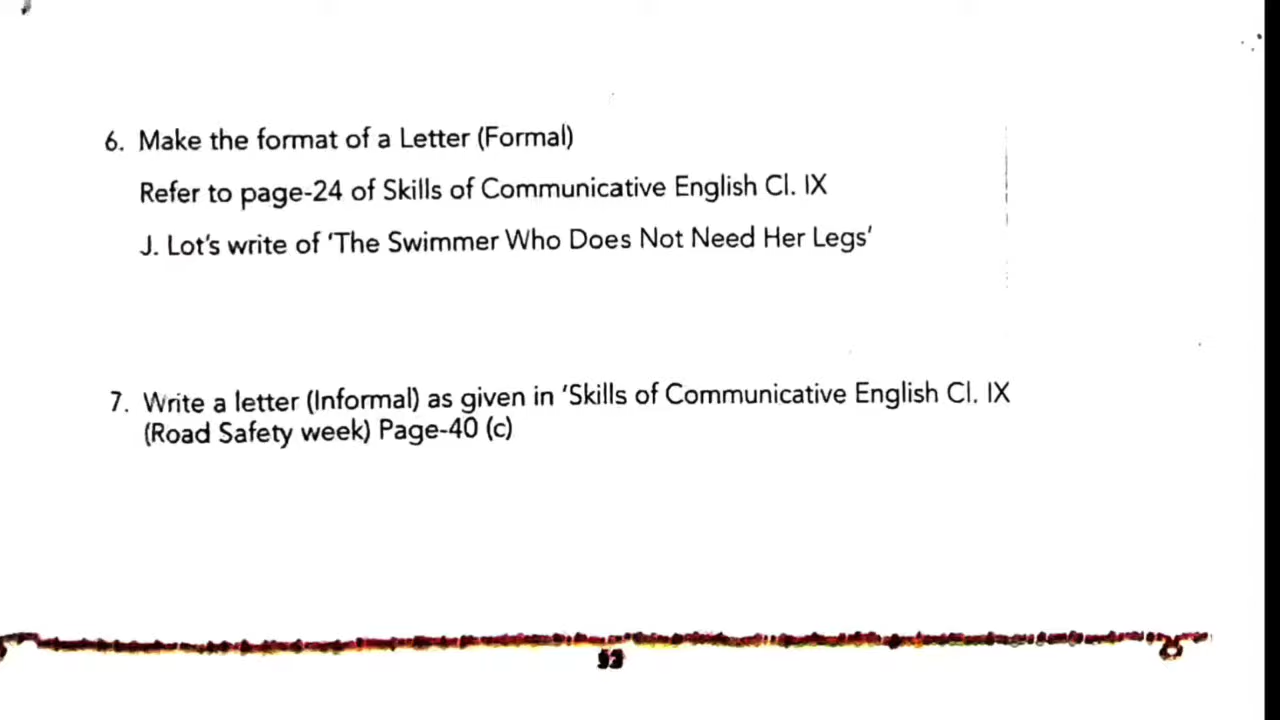 6. Make the format of a Letter (Formal)
Refer to page-24 of Skills of Communicative English Cl. IX
J. Lot's write of 'The Swimmer Who Does Not Need Her Legs'
7. Write a letter (Informal) as given in 'Skills of Communicative English Cl. IX
(Road Safety week) Page-40 (c)